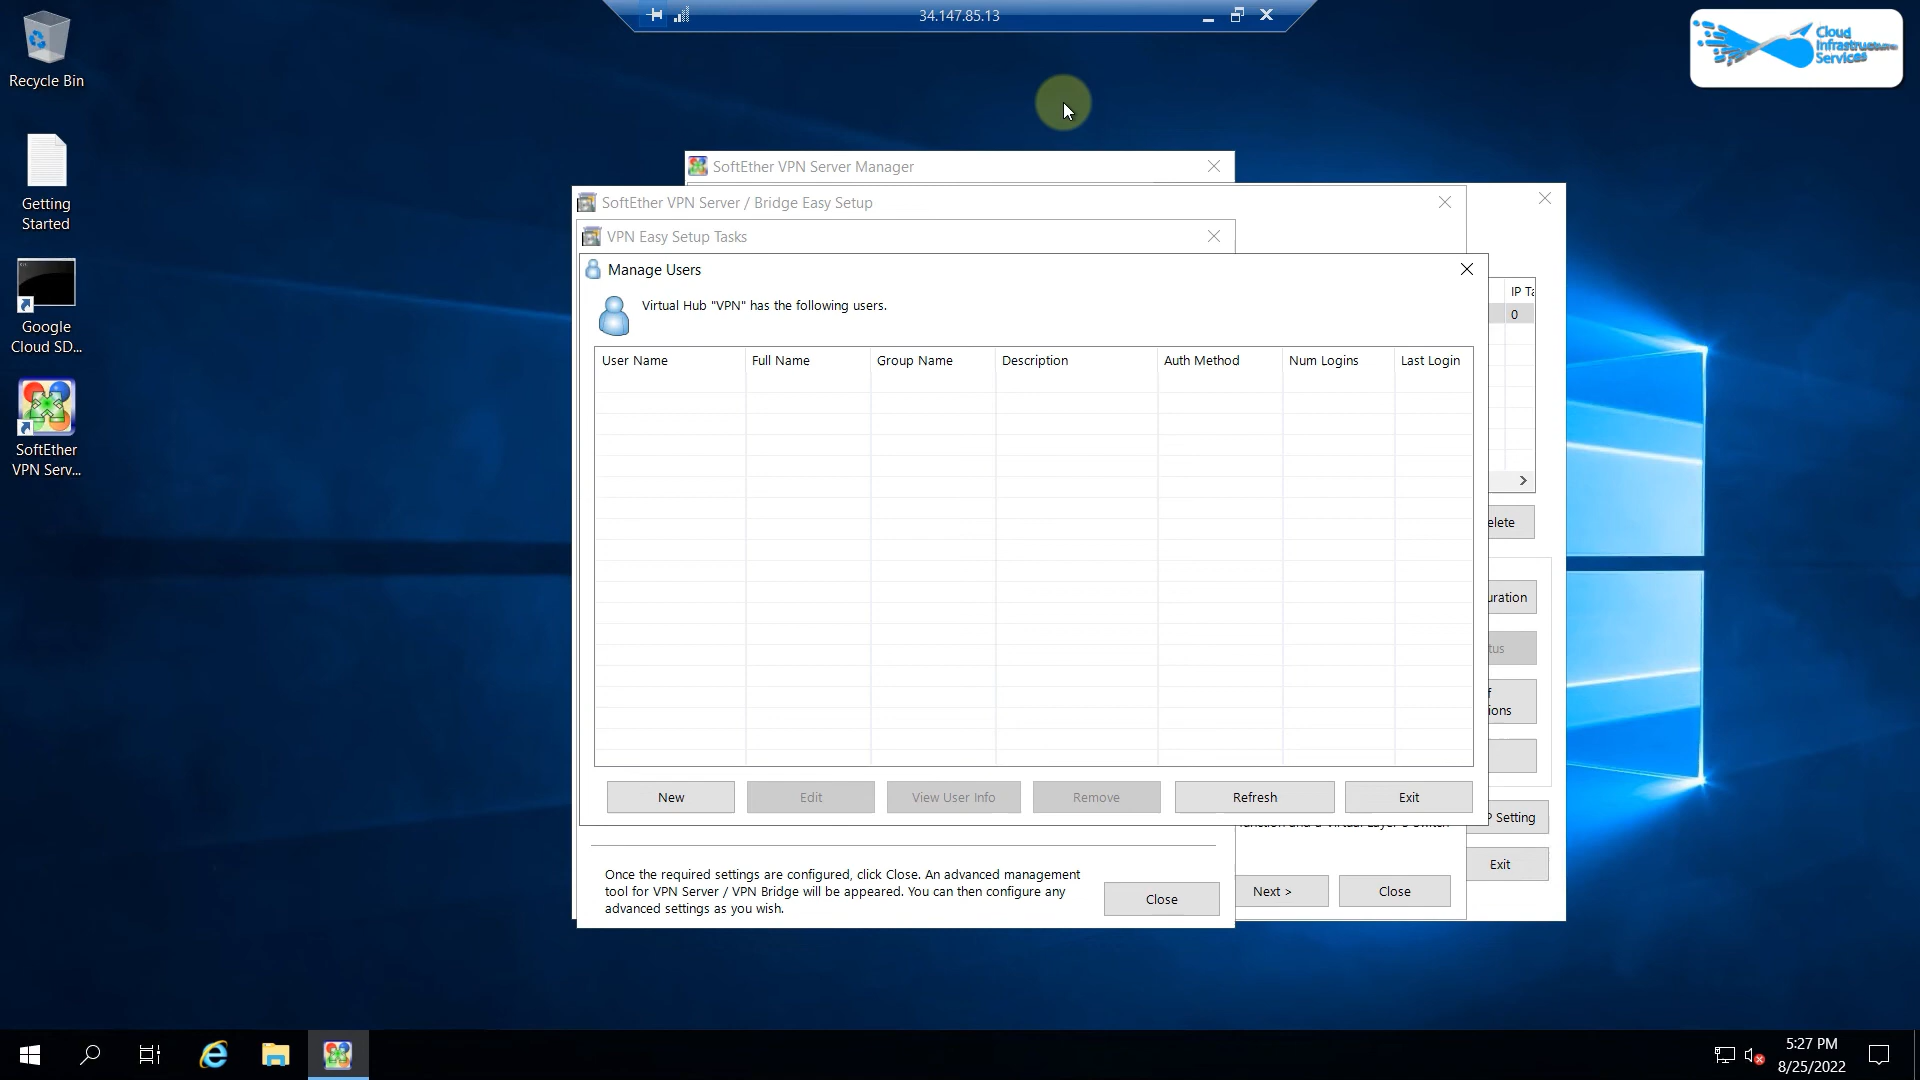 34.147.85.13
Cloud
Infrastructure
Services
Recycle Bin
Getting
Started
Google
Cloud SD...
SoftEther
VPN Serv...
SoftEther VPN Server Manager
SoftEther VPN Server / Bridge Easy Setup
VPN Easy Setup Tasks
Manage Users
Virtual Hub "VPN" has the following users.
User Name Full Name Group Name Description Auth Method Num Logins Last Login
IP Ta
0
elete
uration
tus
f
ions
New Edit View User Info Remove Refresh Exit
P Setting
Exit
Once the required settings are configured, click Close. An advanced management
tool for VPN Server / VPN Bridge will be appeared. You can then configure any
advanced settings as you wish.
Close
Next >
Close
5:27 PM
8/25/2022